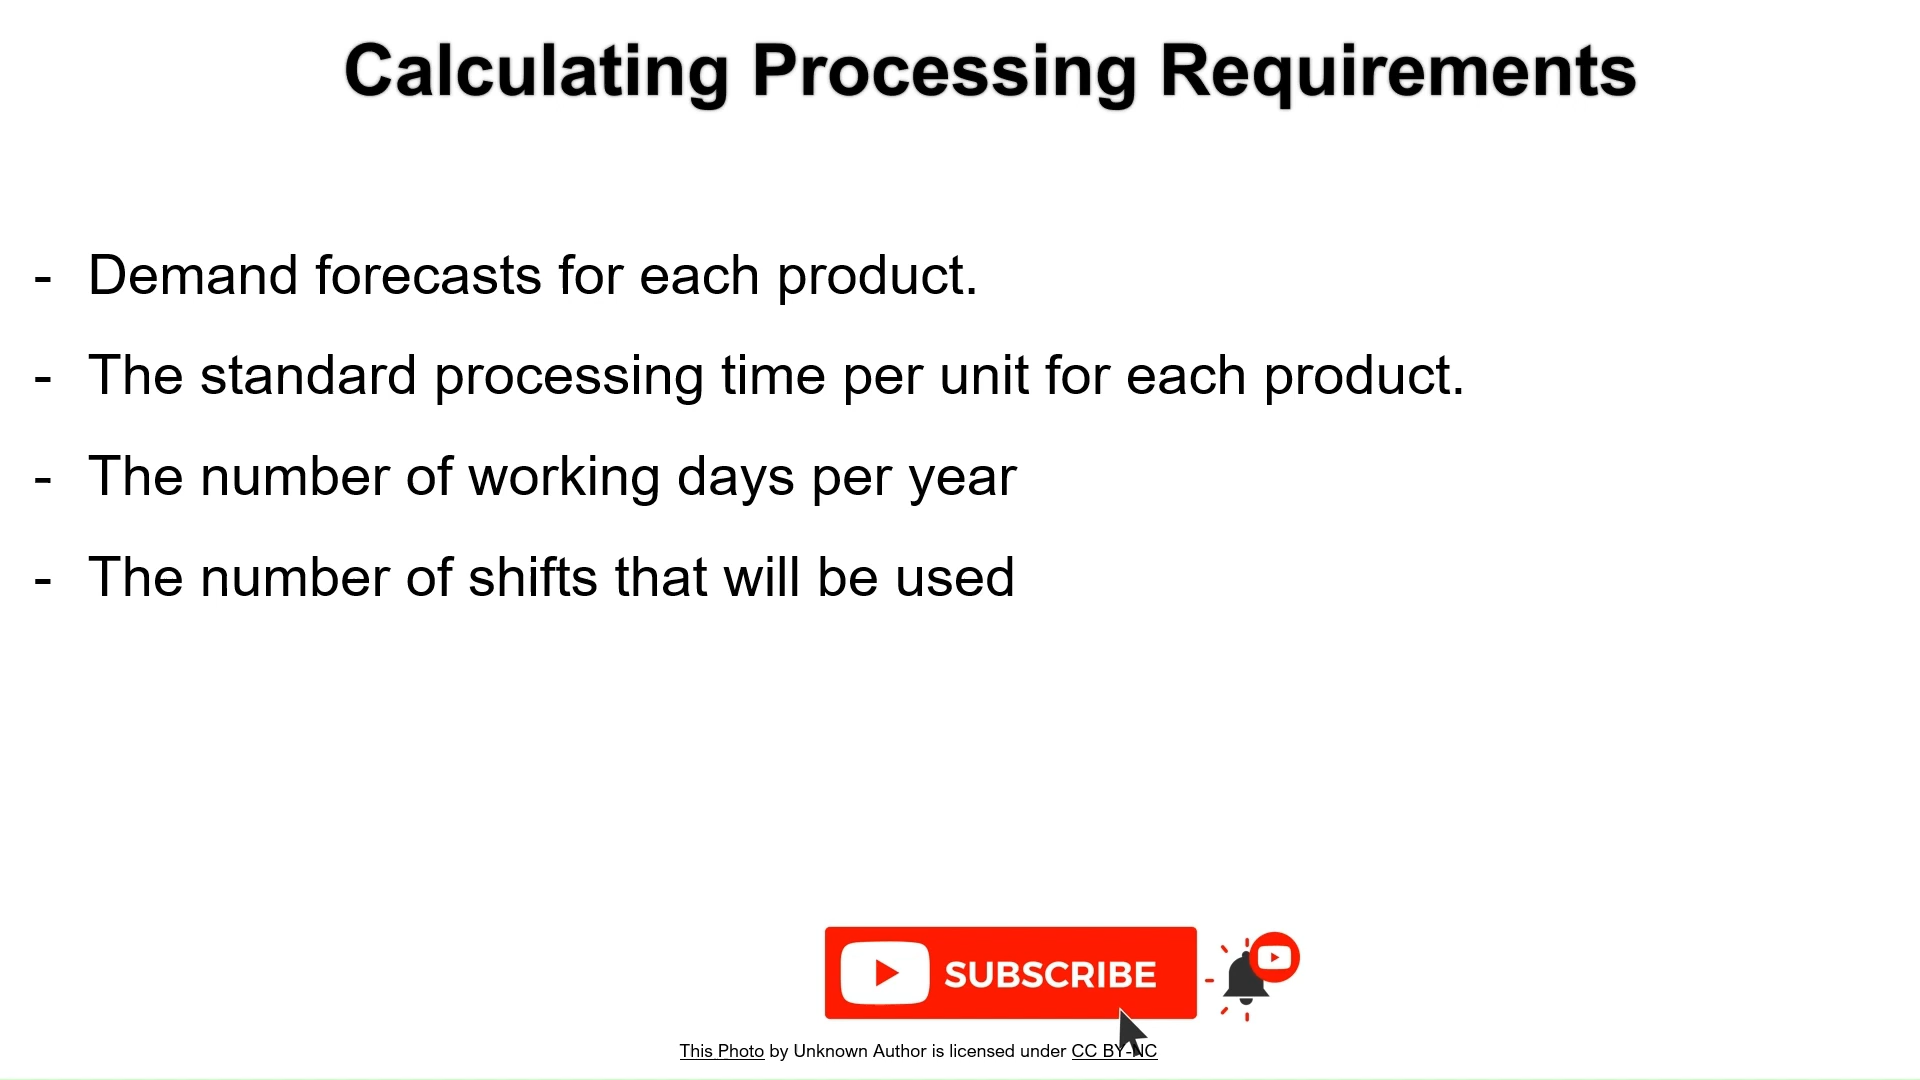 Calculating Processing Requirements
- Demand forecasts for each product.
- The standard processing time per unit for each product.
- The number of working days per year
- The number of shifts that will be used
SUBSCRIBE
This Photo by Unknown Author is licensed under CC BY-NC